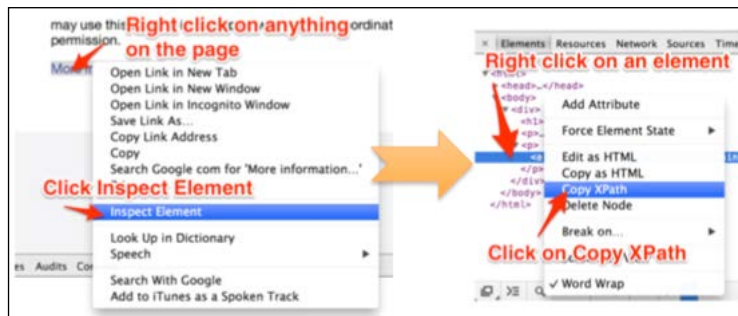 may use this
ordinat
permission.
Right click on anything
on the page
More
Open Link in New Tab
Open Link in New Window
Open Link in Incognito Window
Save Link As...
Copy Link Address
Copy
Search Google com for 'More information...'
Click Inspect Element
Inspect Element
Look Up in Dictionary
Speech
es Audits Con
Search With Google
Add to iTunes as a Spoken Track
× Elements Resources Network Sources Time
Right click on an element
<html>
<head>…</head>
<body>
<div>
<h1>
<p>
<p>
</p>
</div>
</body>
</html>
Add Attribute
Force Element State
Edit as HTML
Copy as HTML
Copy XPath
Delete Node
Break on...
Click on Copy XPath
✓ Word Wrap